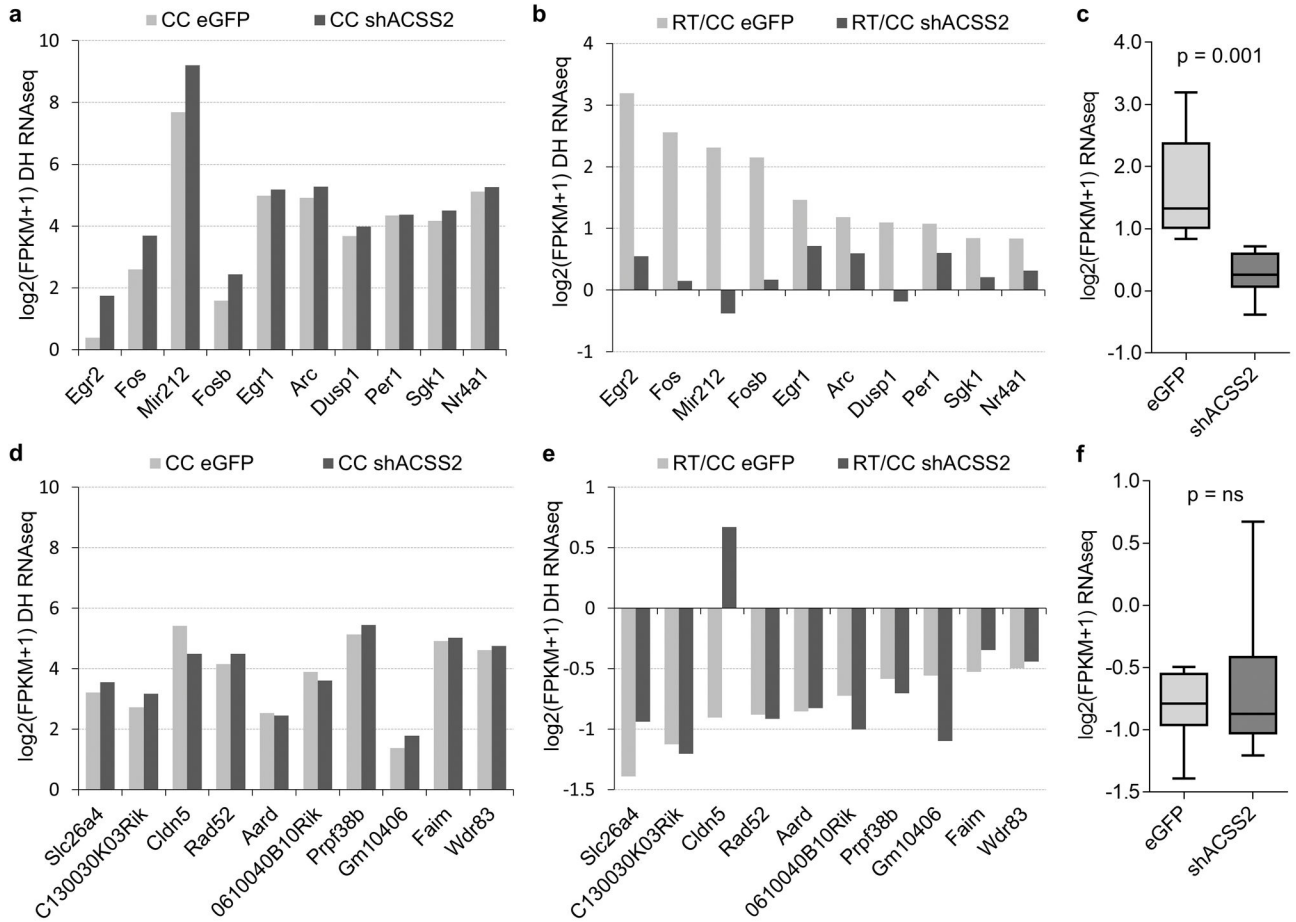 a
CC eGFP
CC shACSS2
log2(FPKM+1) DH RNAseq
10
8
6
4
2
0
Egr2
Fos
Mir212
Fosb
Egr1
Arc
Dusp1
Per1
Sgk1
Nr4a1
b
RT/CC eGFP
RT/CC shACSS2
log2(FPKM+1) DH RNAseq
4
3
2
1
0
-1
Egr2
Fos
Mir212
Fosb
Egr1
Arc
Dusp1
Per1
Sgk1
Nr4a1
c
p = 0.001
log2(FPKM+1) RNAseq
4.0
3.0
2.0
1.0
0.0
-1.0
eGFP
shACSS2
d
CC eGFP
CC shACSS2
log2(FPKM+1) DH RNAseq
10
8
6
4
2
0
Slc26a4
C130030K03Rik
Cldn5
Rad52
Aard
0610040B10Rik
Prpf38b
Gm10406
Faim
Wdr83
e
RT/CC eGFP
RT/CC shACSS2
log2(FPKM+1) DH RNAseq
1
0.5
0
-0.5
-1
-1.5
Slc26a4
C130030K03Rik
Cldn5
Rad52
Aard
0610040B10Rik
Prpf38b
Gm10406
Faim
Wdr83
f
p = ns
log2(FPKM+1) RNAseq
1.0
0.5
0.0
-0.5
-1.0
-1.5
eGFP
shACSS2